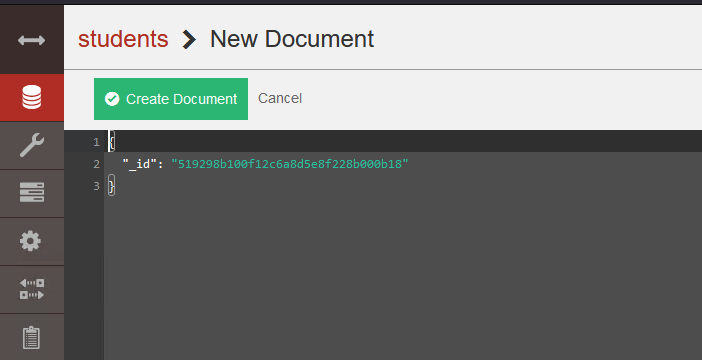 students > New Document
Create Document Cancel
1 {
2 "_id": "519298b100f12c6a8d5e8f228b000b18"
3 }